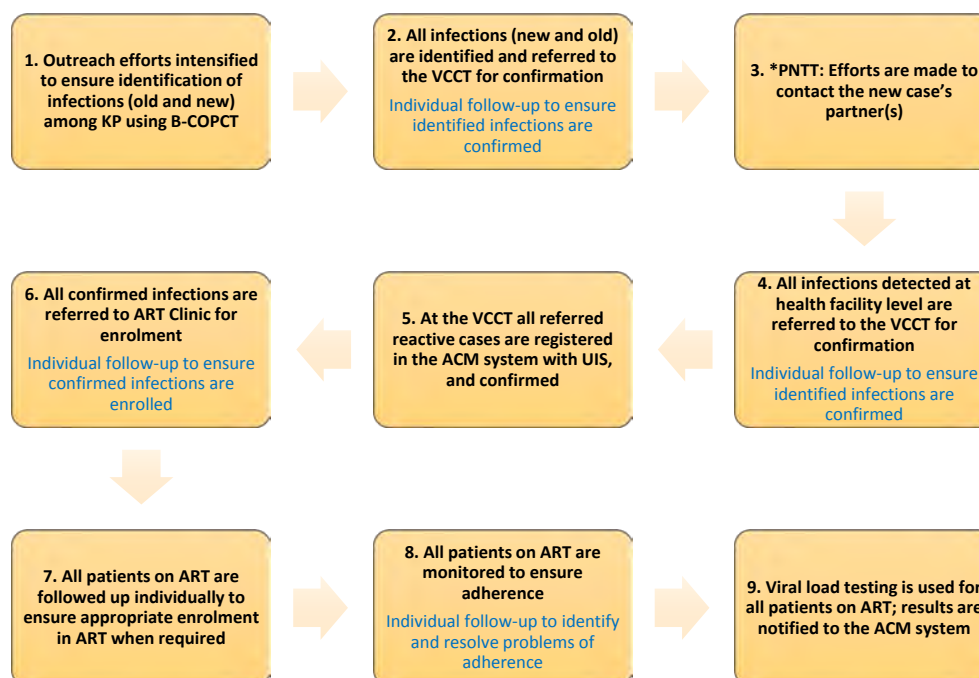 1. Outreach efforts intensified
to ensure identification of
infections (old and new)
among KP using B-COPCT
2. All infections (new and old)
are identified and referred to
the VCCT for confirmation
Individual follow-up to ensure
identified infections are
confirmed
3. *PNTT: Efforts are made to
contact the new case’s
partner(s)
4. All infections detected at
health facility level are
referred to the VCCT for
confirmation
Individual follow-up to ensure
identified infections are
confirmed
5. At the VCCT all referred
reactive cases are registered
in the ACM system with UIS,
and confirmed
6. All confirmed infections are
referred to ART Clinic for
enrolment
Individual follow-up to ensure
confirmed infections are
enrolled
7. All patients on ART are
followed up individually to
ensure appropriate enrolment
in ART when required
8. All patients on ART are
monitored to ensure
adherence
Individual follow-up to identify
and resolve problems of
adherence
9. Viral load testing is used for
all patients on ART; results are
notified to the ACM system